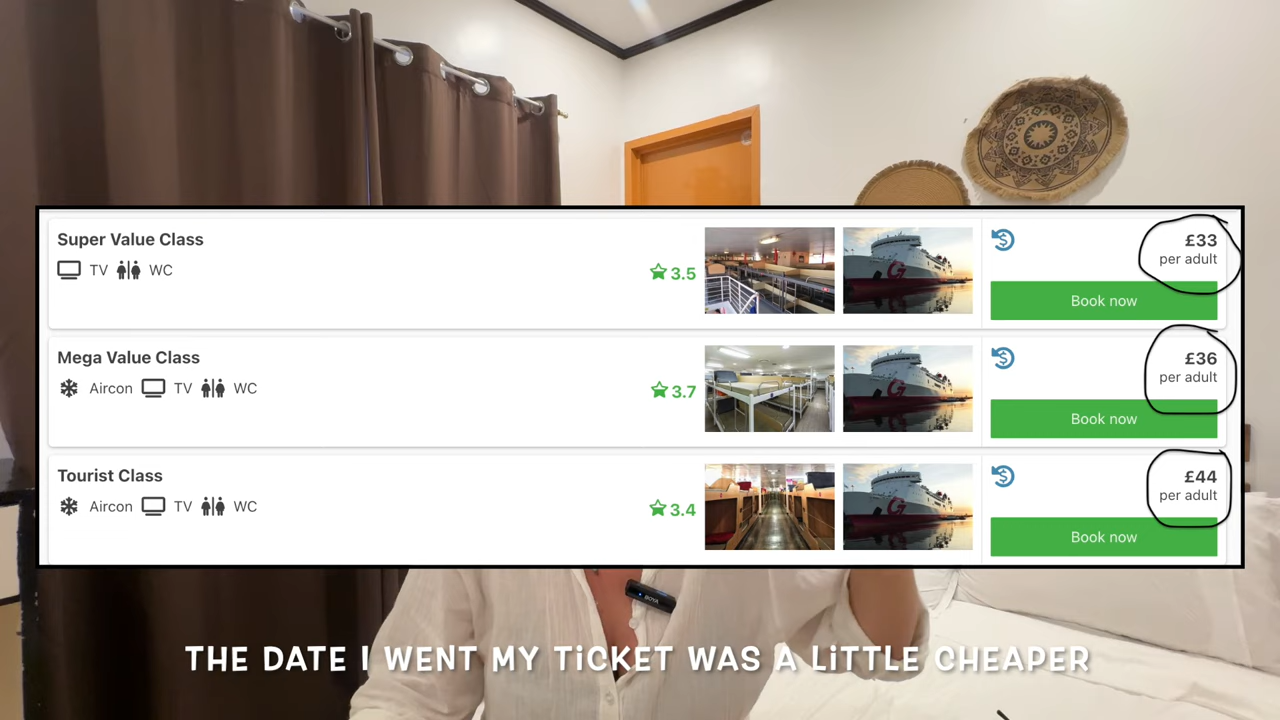 Super Value Class
TV WC
3.5
£33
per adult
Book now
Mega Value Class
Aircon TV WC
3.7
£36
per adult
Book now
Tourist Class
Aircon TV WC
3.4
£44
per adult
Book now
BOYA
THE DATE I WENT MY TiCKET WAS A LiTTLE CHEAPER